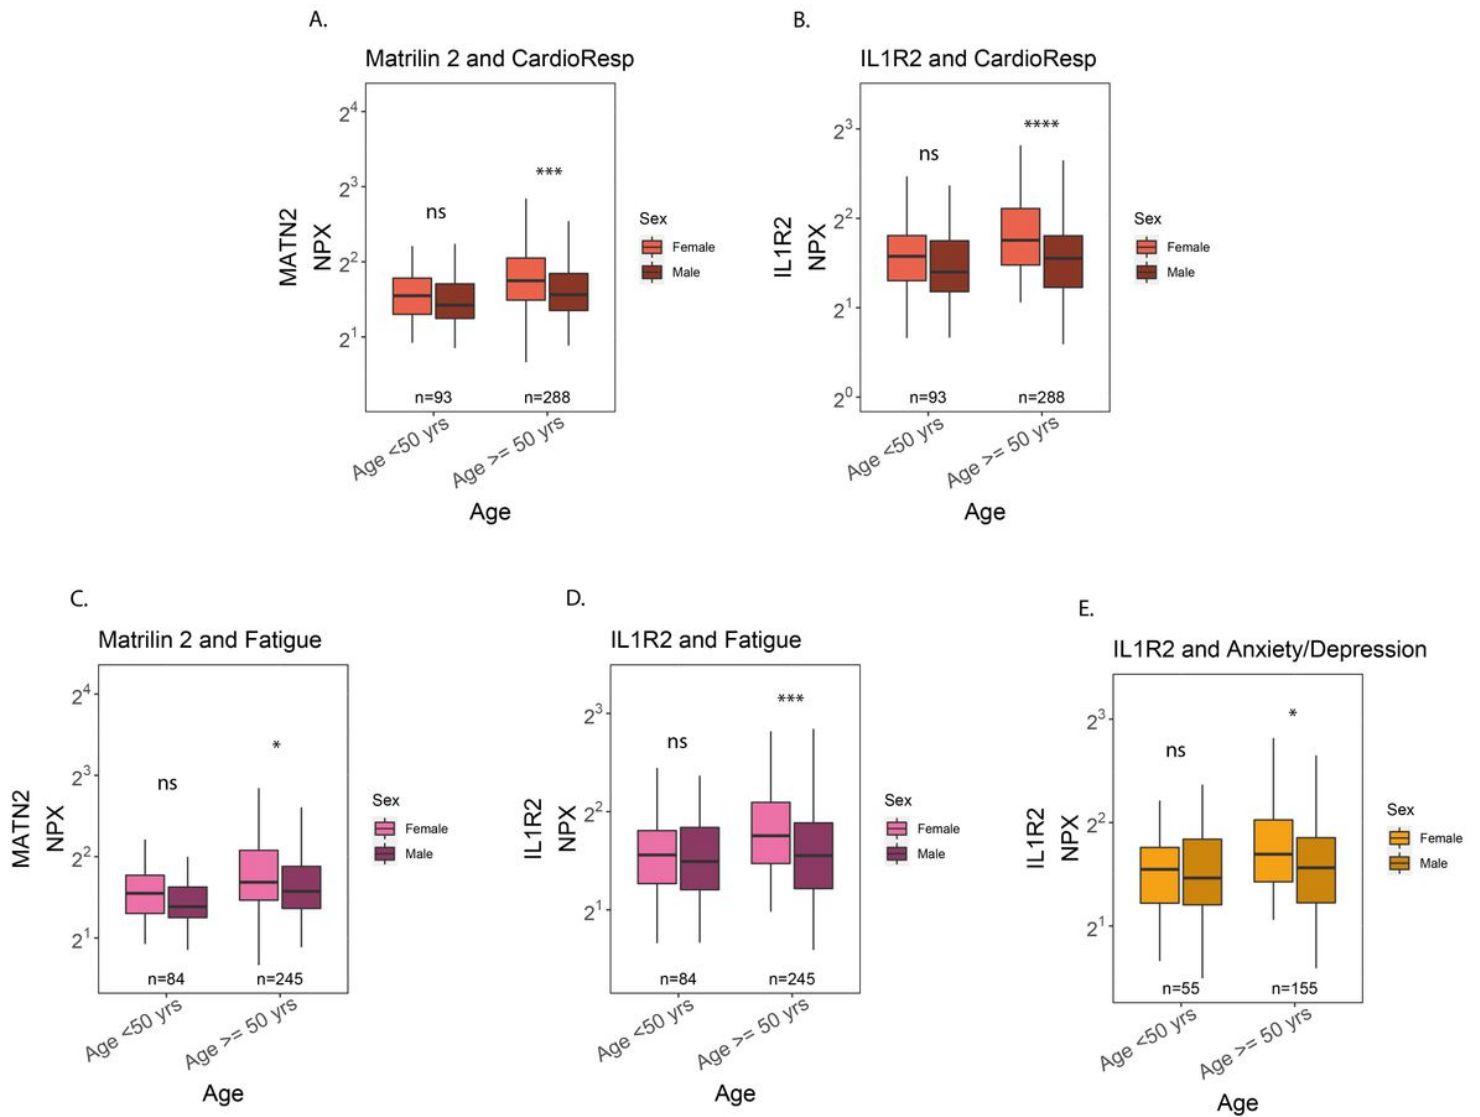 A.
Matrilin 2 and CardioResp
2^4
2^3
2^2
2^1
MATN2
NPX
ns
***
n=93
n=288
Age <50 yrs
Age >= 50 yrs
Age
Sex
Female
Male
B.
IL1R2 and CardioResp
2^3
2^2
2^1
2^0
IL1R2
NPX
ns
****
n=93
n=288
Age <50 yrs
Age >= 50 yrs
Age
Sex
Female
Male
C.
Matrilin 2 and Fatigue
2^4
2^3
2^2
2^1
MATN2
NPX
ns
*
n=84
n=245
Age <50 yrs
Age >= 50 yrs
Age
Sex
Female
Male
D.
IL1R2 and Fatigue
2^3
2^2
2^1
IL1R2
NPX
ns
***
n=84
n=245
Age <50 yrs
Age >= 50 yrs
Age
Sex
Female
Male
E.
IL1R2 and Anxiety/Depression
2^3
2^2
2^1
IL1R2
NPX
ns
*
n=55
n=155
Age <50 yrs
Age >= 50 yrs
Age
Sex
Female
Male